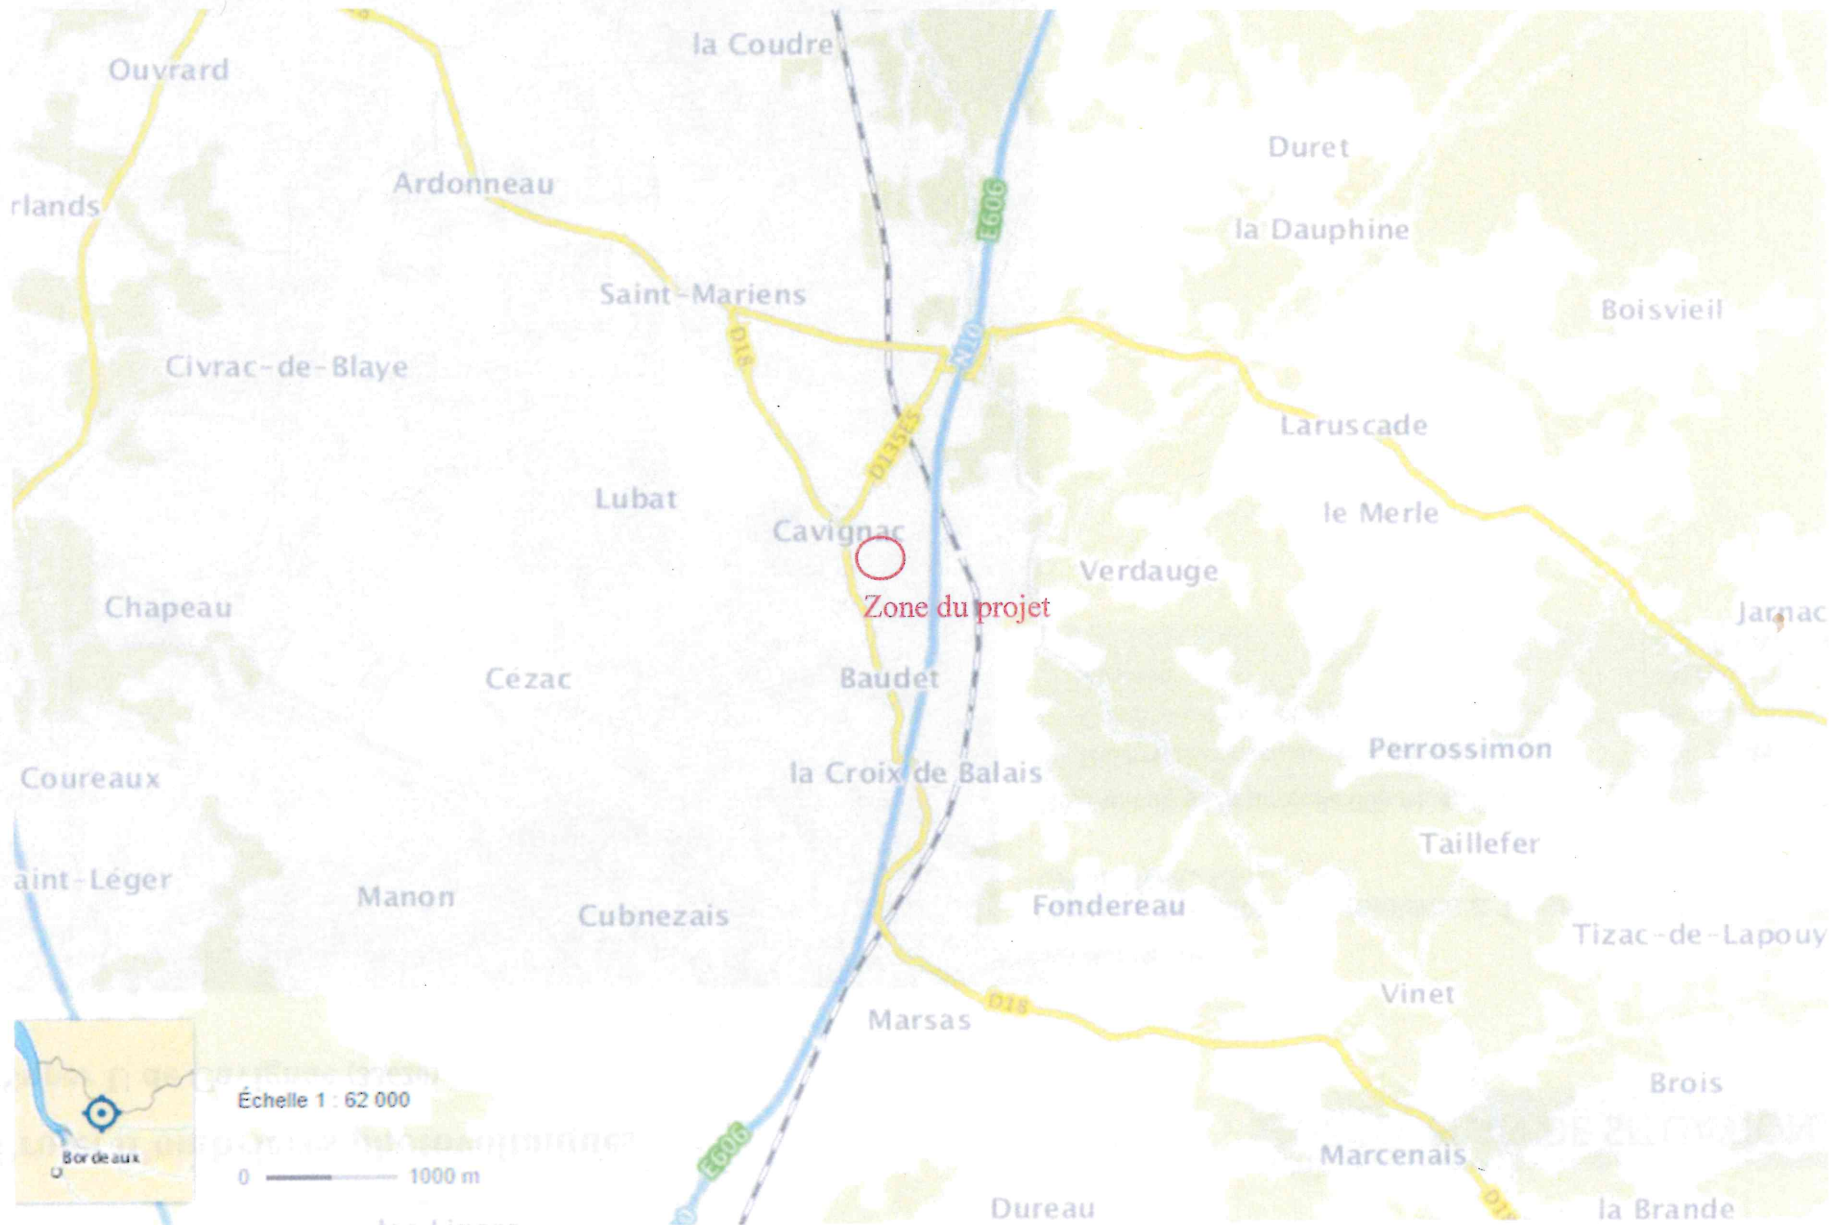 la Coudre
Ouvrard
Duret
Ardonneau
rlands
E606
la Dauphine
Saint-Mariens
Boisvieil
D18
N10
Civrac-de-Blaye
D135E5
Laruscade
Lubat
le Merle
Cavignac
Verdauge
Chapeau
Zone du projet
Jarnac
Cézac
Baudet
Perrossimon
Coureaux
la Croix de Balais
Taillefer
aint-Léger
Manon
Cubnezais
Fondereau
Tizac-de-Lapouy
Vinet
D18
Marsas
Brois
Échelle 1 : 62 000
E606
Bordeaux
Marcenais
0 1000 m
D18
Dureau
la Brande